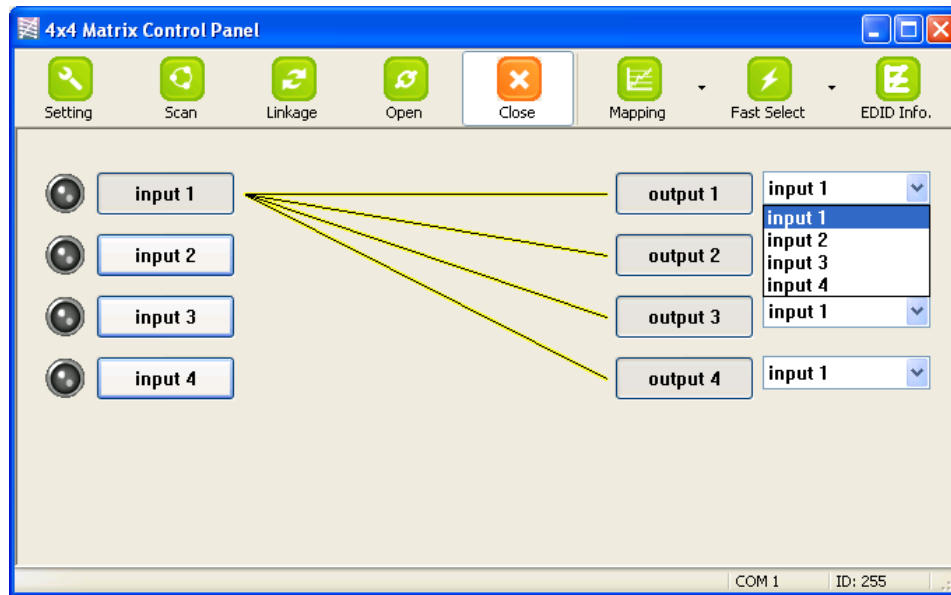 4x4 Matrix Control Panel
Setting Scan Linkage Open Close Mapping Fast Select EDID Info.
input 1 output 1 input 1
input 1
input 2 output 2 input 2
input 3
input 4
input 3 output 3 input 1
input 4 output 4 input 1
COM 1 ID: 255